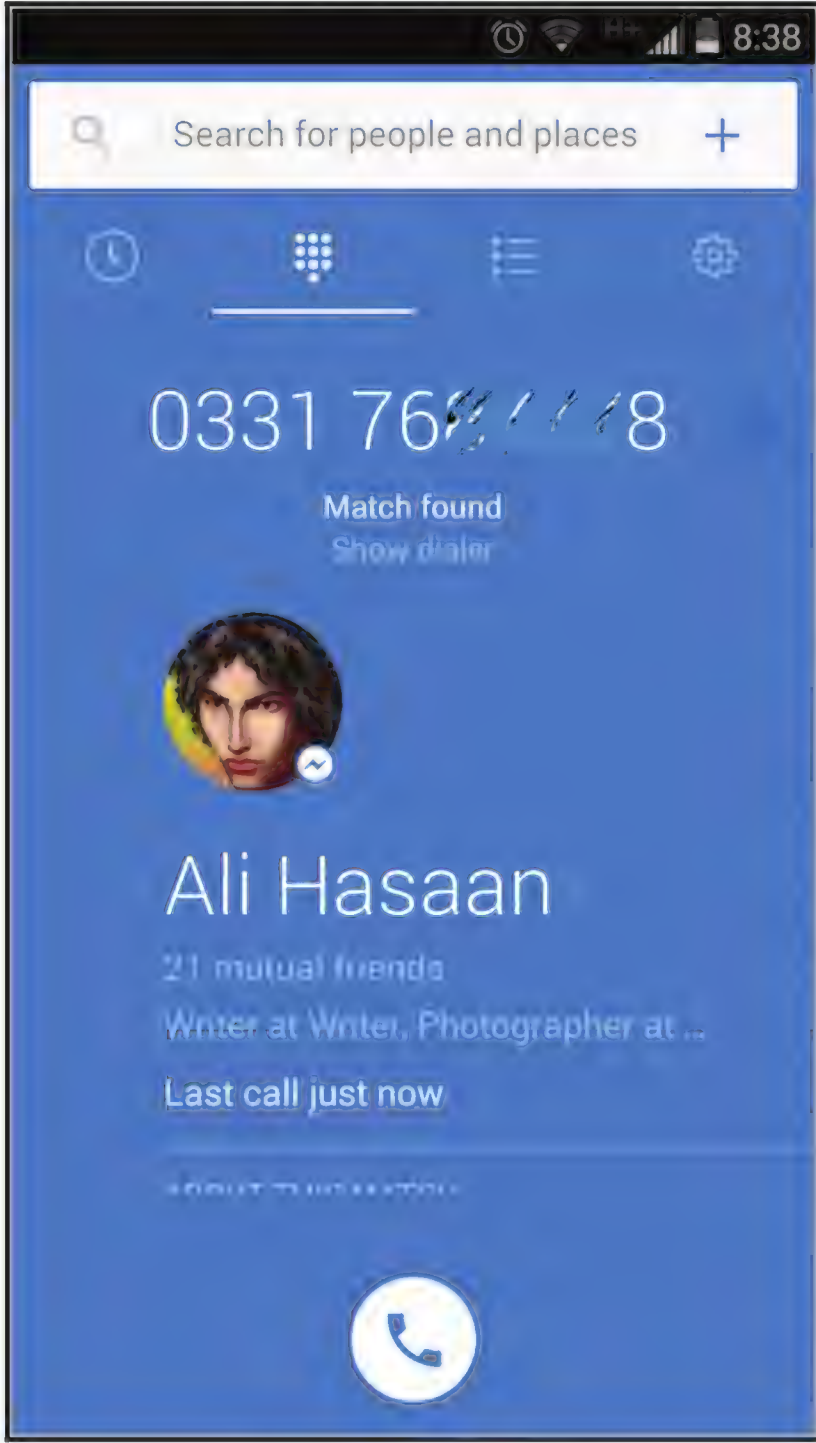 H+ 8:38
Search for people and places
0331 76 8
Match found
Show dialer
Ali Hasaan
21 mutual friends
Writer at Writer, Photographer at ...
Last call just now